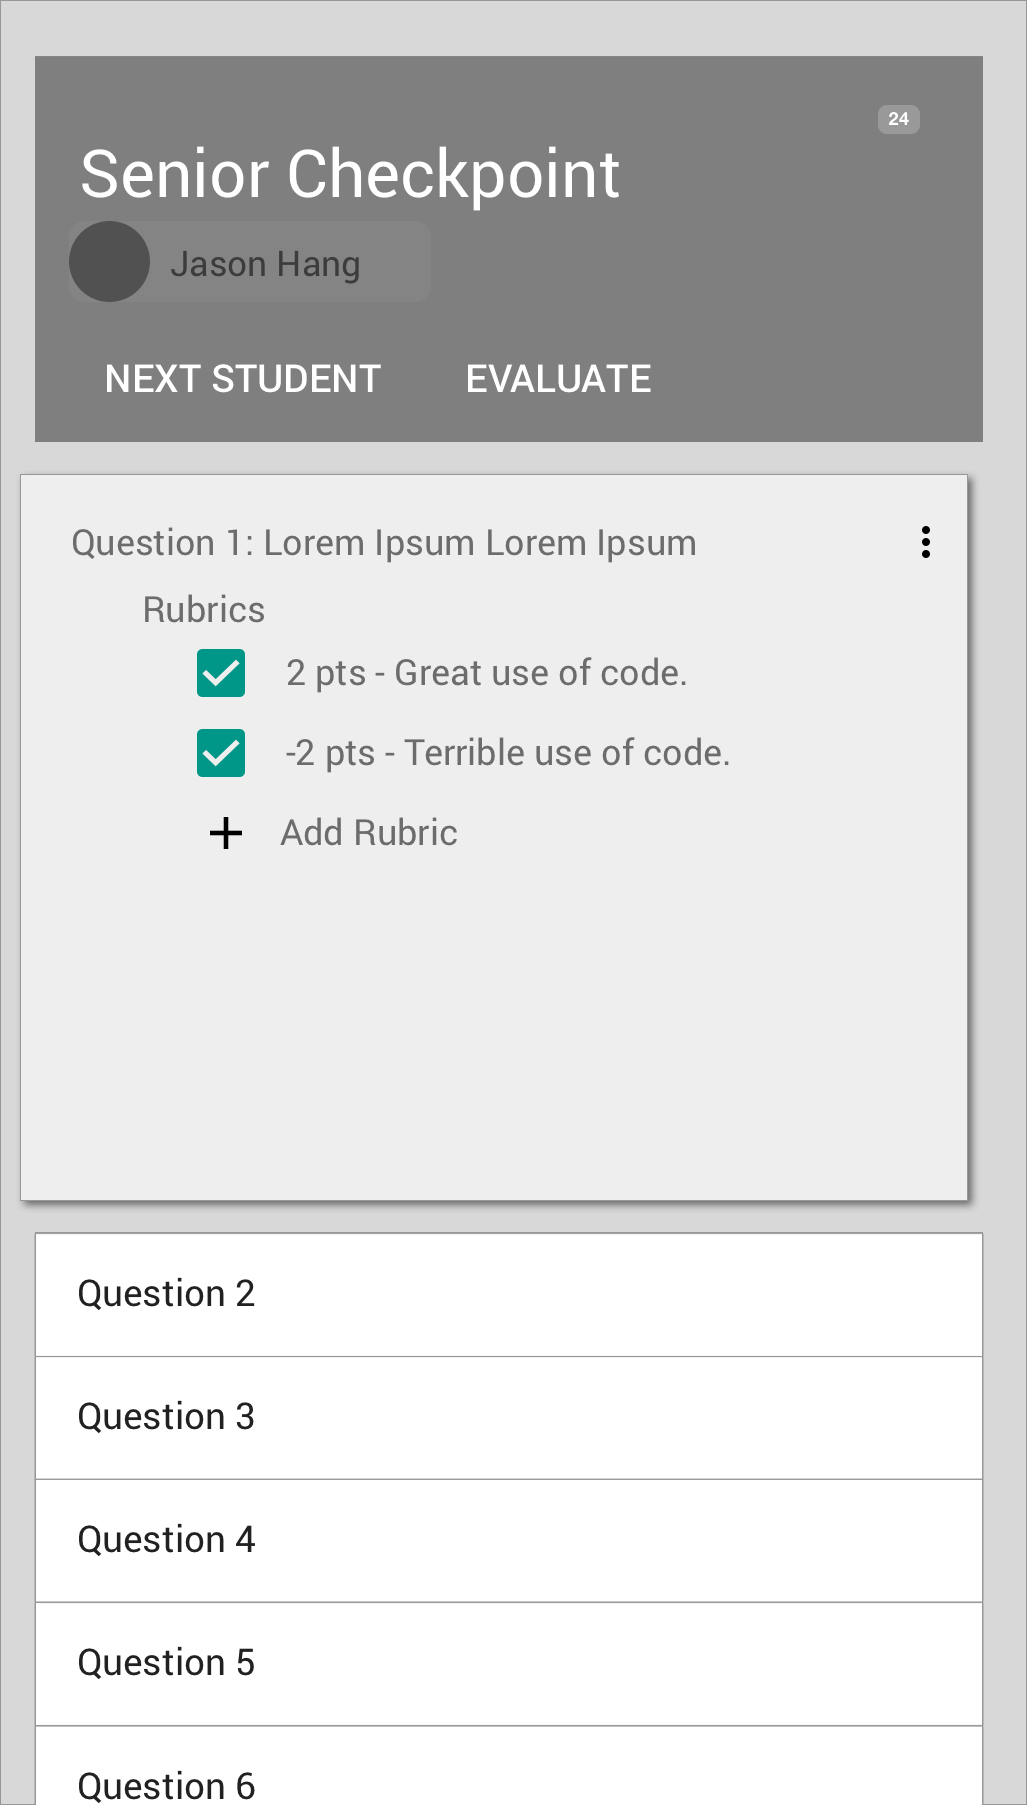 24
Senior Checkpoint
Jason Hang
NEXT STUDENT EVALUATE
Question 1: Lorem Ipsum Lorem Ipsum
Rubrics
2 pts - Great use of code.
-2 pts - Terrible use of code.
Add Rubric
Question 2
Question 3
Question 4
Question 5
Question 6